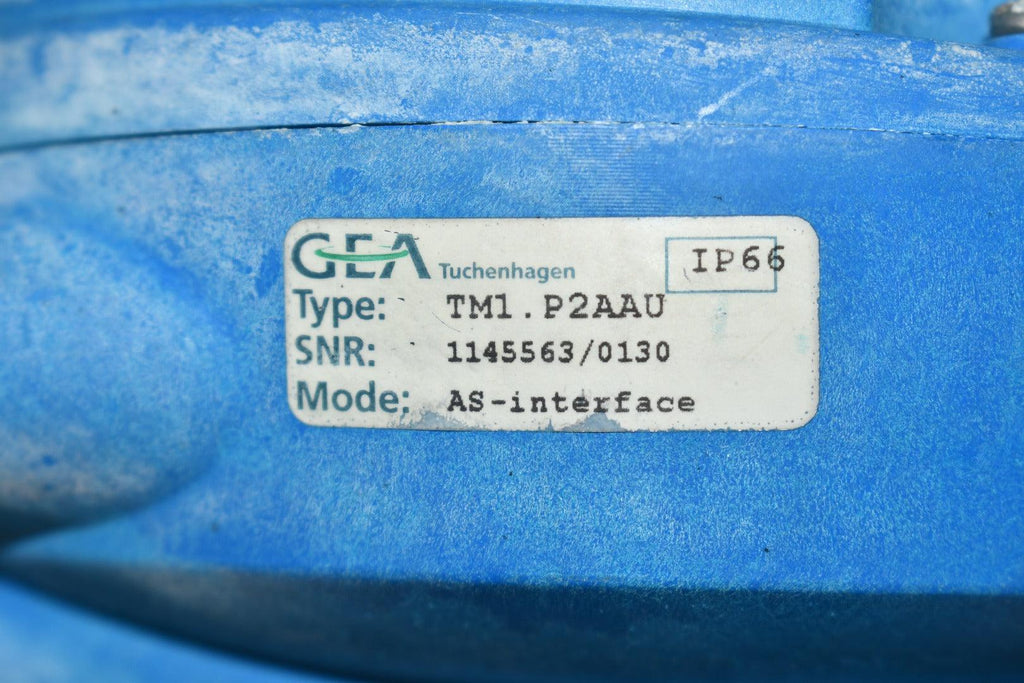 GEA Tuchenhagen IP66
Type: TM1.P2AAU
SNR: 1145563/0130
Mode: AS-interface